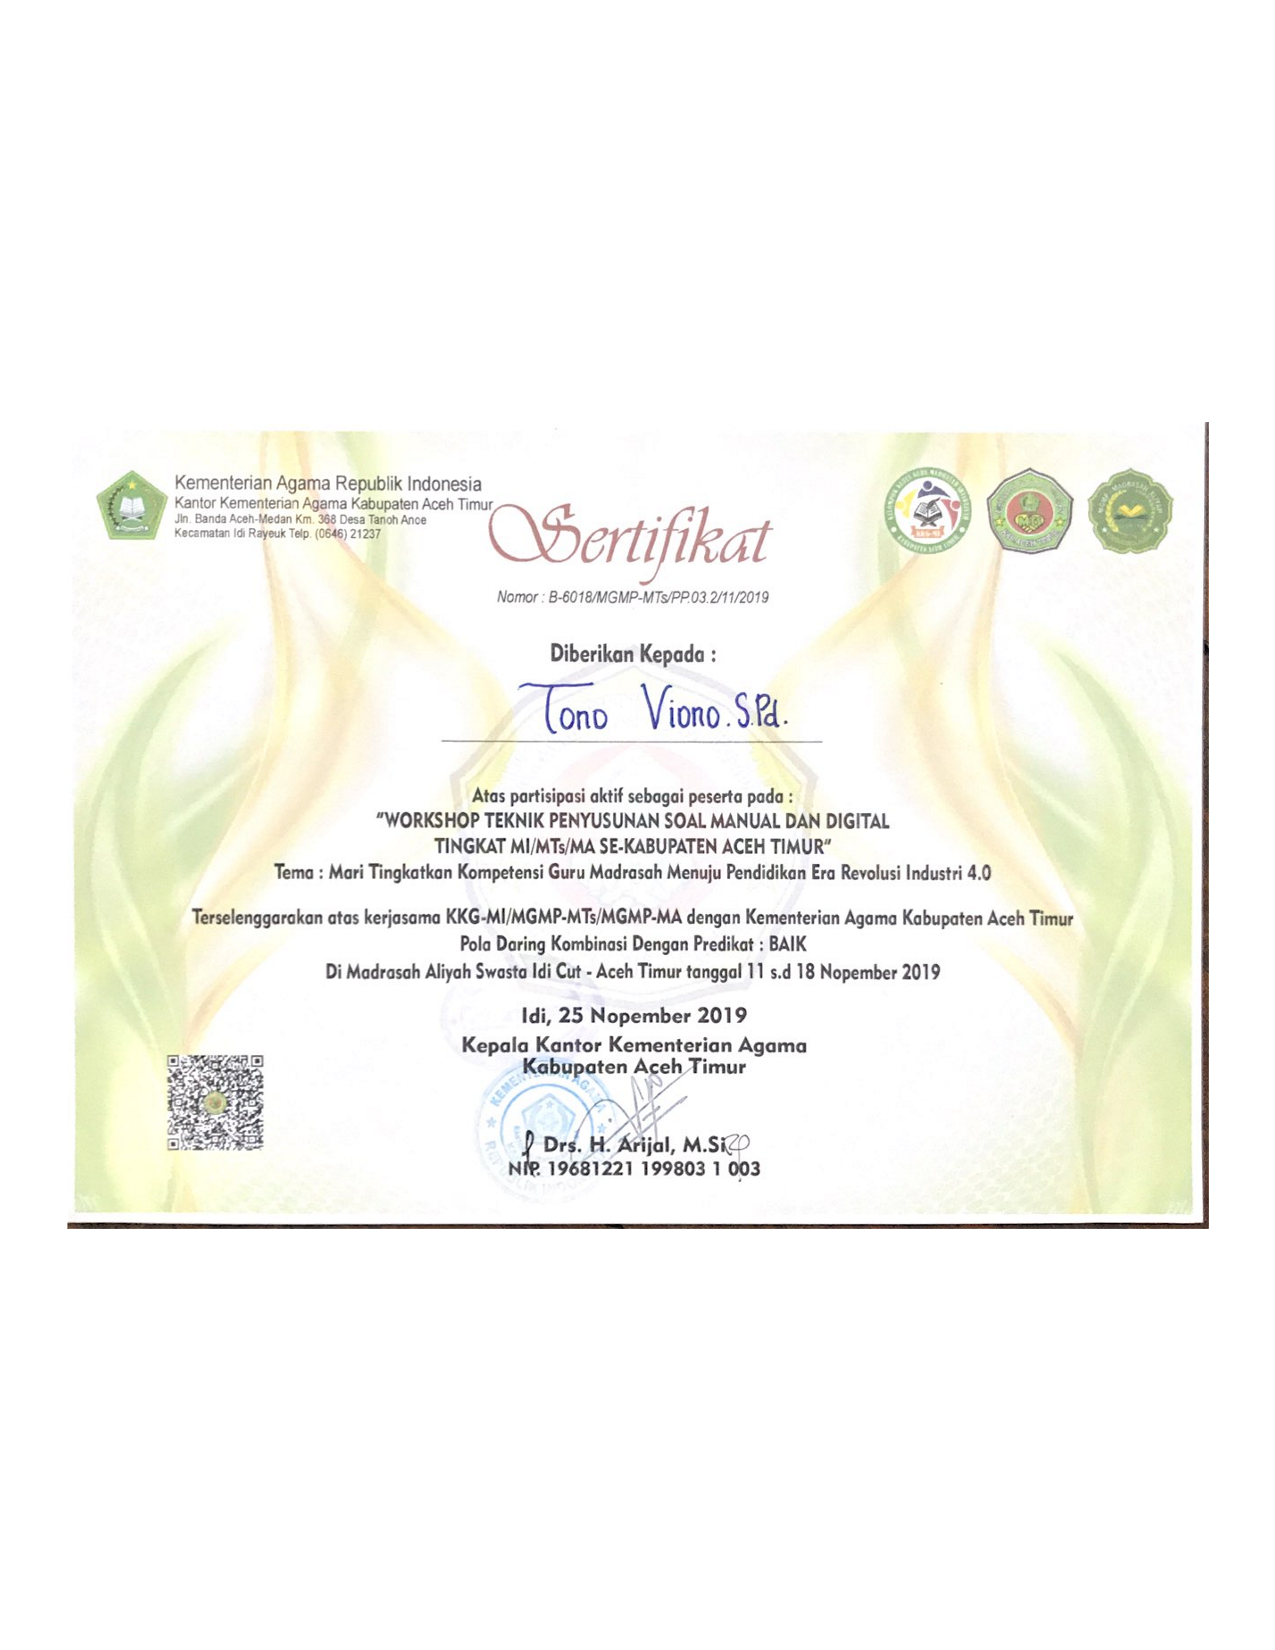 Kementerian Agama Republik Indonesia
Kantor Kementerian Agama Kabupaten Aceh Timur
Jln. Banda Aceh-Medan Km. 368 Desa Tanoh Anoe
Kecamatan Idi Rayeuk Telp. (0646) 21237
Sertifikat
Nomor : B-6018/MGMP-MTs/PP.03.2/11/2019
Diberikan Kepada :
Tono Viono. S.Pd.
Atas partisipasi aktif sebagai peserta pada :
"WORKSHOP TEKNIK PENYUSUNAN SOAL MANUAL DAN DIGITAL
TINGKAT MI/MTs/MA SE-KABUPATEN ACEH TIMUR"
Tema : Mari Tingkatkan Kompetensi Guru Madrasah Menuju Pendidikan Era Revolusi Industri 4.0
Terselenggarakan atas kerjasama KKG-MI/MGMP-MTs/MGMP-MA dengan Kementerian Agama Kabupaten Aceh Timur
Pola Daring Kombinasi Dengan Predikat : BAIK
Di Madrasah Aliyah Swasta Idi Cut - Aceh Timur tanggal 11 s.d 18 Nopember 2019
Idi, 25 Nopember 2019
Kepala Kantor Kementerian Agama
Kabupaten Aceh Timur
KEMENTERIAN AGAMA
Drs. H. Arijal, M.Si
NIP. 19681221 199803 1 003